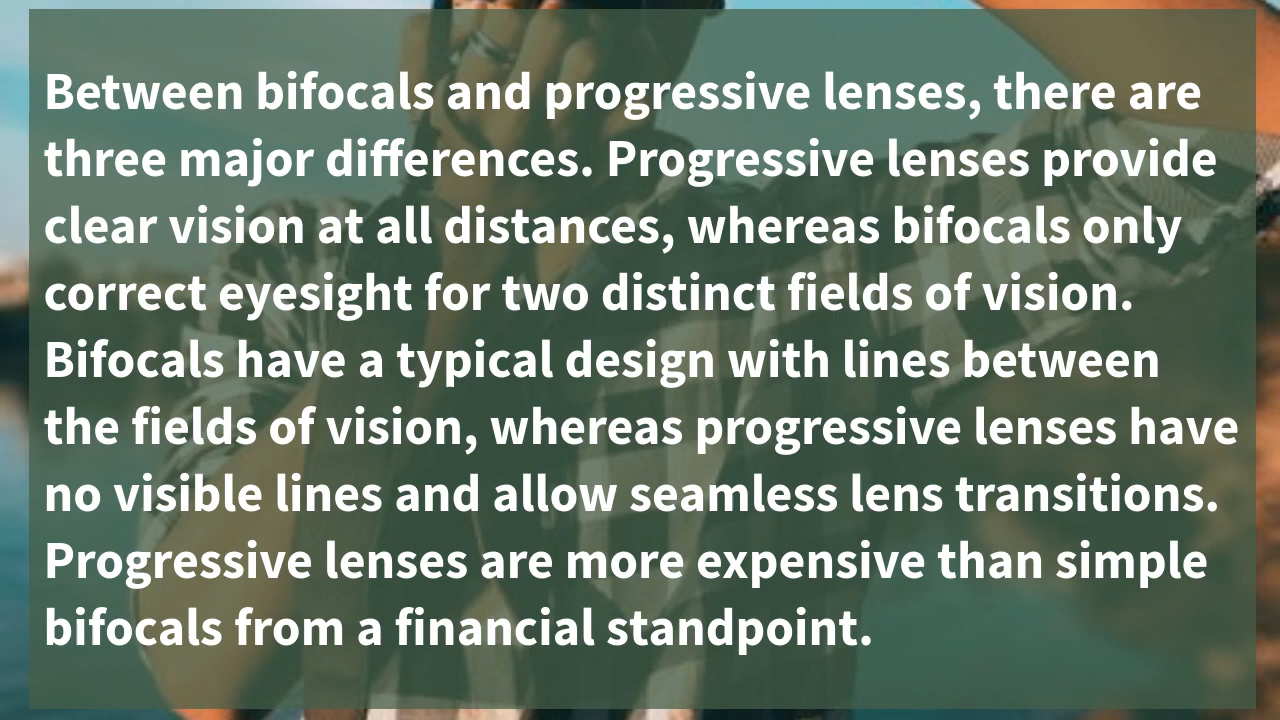 Between bifocals and progressive lenses, there are
three major differences. Progressive lenses provide
clear vision at all distances, whereas bifocals only
correct eyesight for two distinct fields of vision.
Bifocals have a typical design with lines between
the fields of vision, whereas progressive lenses have
no visible lines and allow seamless lens transitions.
Progressive lenses are more expensive than simple
bifocals from a financial standpoint.